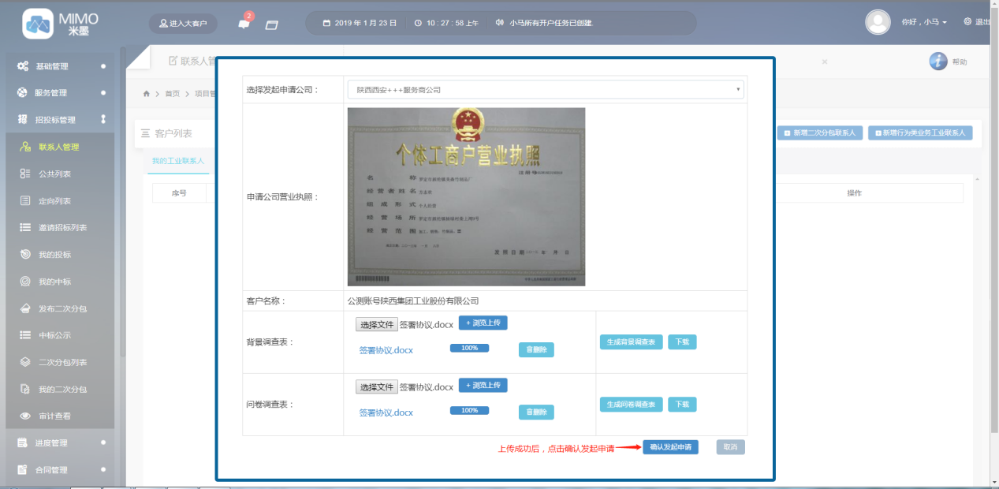 MIMO
米墨
进入大客户
2
2019 年 1 月 23 日
10 : 27 : 58 上午
小马所有开户任务已创建
你好 , 小马
退出
基础管理
服务管理
招投标管理
联系人管理
公共列表
定向列表
邀请招标列表
我的投标
我的中标
发布二次分包
中标公示
二次分包列表
我的二次分包
审计查看
进度管理
合同管理
联系人管
帮助
首页
项目管
客户列表
新增二次分包联系人
新增行为类业务工业联系人
我的工业联系人
序号
操作
选择发起申请公司：
陕西西安+++服务商公司
申请公司营业执照：
个体工商户营业执照
注 册 号
名 称
经 营 者 姓 名
组 成 形 式 个人经营
经 营 场 所
经 营 范 围
发 照 日 期
客户名称：
公测账号陕西集团工业股份有限公司
背景调查表：
选择文件 签署协议.docx + 浏览上传
签署协议.docx 100% 删除
生成背景调查表 下载
问卷调查表：
选择文件 签署协议.docx + 浏览上传
签署协议.docx 100% 删除
生成问卷调查表 下载
上传成功后，点击确认发起申请
确认发起申请
取消